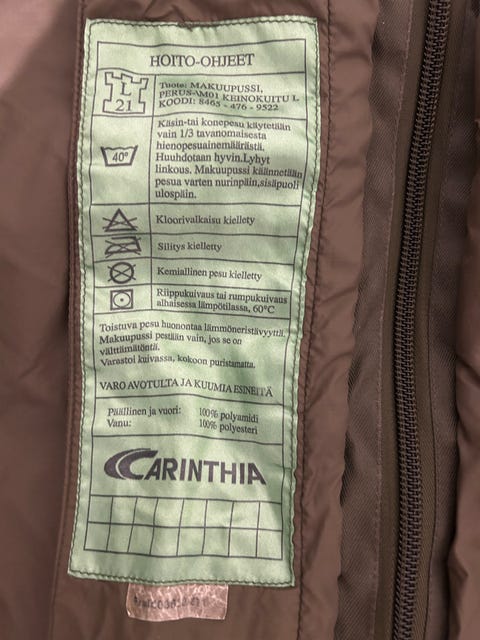 HOITO-OHJEET
L
21
Tuote: MAKUUPUSSI,
PERUS-AM01 KEINOKUITU L
KOODI: 8465 - 476 - 9522
40°
Käsin-tai konepesu käytetään
vain 1/3 tavanomaisesta
hienopesuainemäärästä.
Huuhdotaan hyvin.Lyhyt
linkous. Makuupussi käännetään
pesua varten nurinpäin,sisäpuoli
ulospäin.
Kloorivalkaisu kielletty
Silitys kielletty
Kemiallinen pesu kielletty
Riippukuivaus tai rumpukuivaus
alhaisessa lämpötilassa, 60°C
Toistuva pesu huonontaa lämmöneristävyyttä.
Makuupussi pestään vain, jos se on
välttämätöntä.
Varastoi kuivassa, kokoon puristamatta.
VARO AVOTULTA JA KUUMIA ESINEITÄ
Päällinen ja vuori: 100% polyamidi
Vanu: 100% polyesteri
CARINTHIA